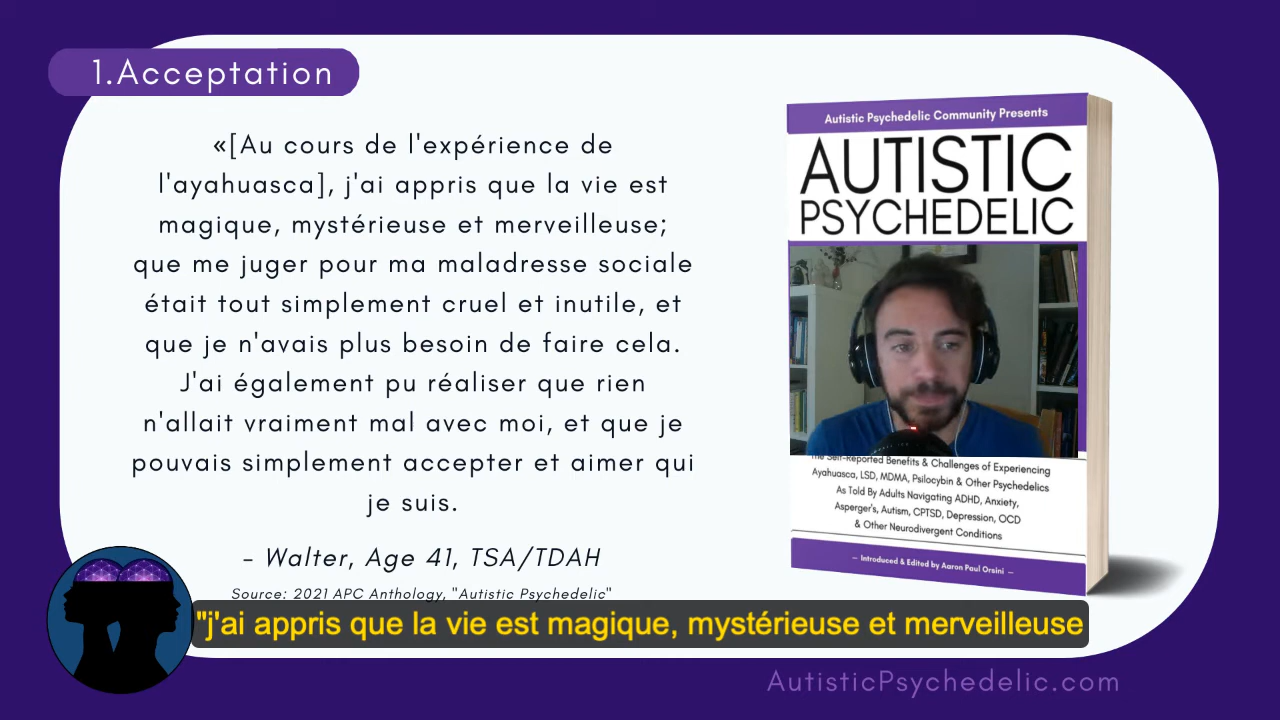 1.Acceptation
«[Au cours de l'expérience de
l'ayahuasca], j'ai appris que la vie est
magique, mystérieuse et merveilleuse;
que me juger pour ma maladresse sociale
était tout simplement cruel et inutile, et
que je n'avais plus besoin de faire cela.
J'ai également pu réaliser que rien
n'allait vraiment mal avec moi, et que je
pouvais simplement accepter et aimer qui
je suis.
– Walter, Age 41, TSA/TDAH
Source: 2021 APC Anthology, "Autistic Psychedelic"
Autistic Psychedelic Community Presents
AUTISTIC
PSYCHEDELIC
The Self-Reported Benefits & Challenges of Experiencing
Ayahuasca, LSD, MDMA, Psilocybin & Other Psychedelics
As Told By Adults Navigating ADHD, Anxiety,
Asperger's, Autism, CPTSD, Depression, OCD
& Other Neurodivergent Conditions
— Introduced & Edited by Aaron Paul Orsini —
"j'ai appris que la vie est magique, mystérieuse et merveilleuse
AutisticPsychedelic.com